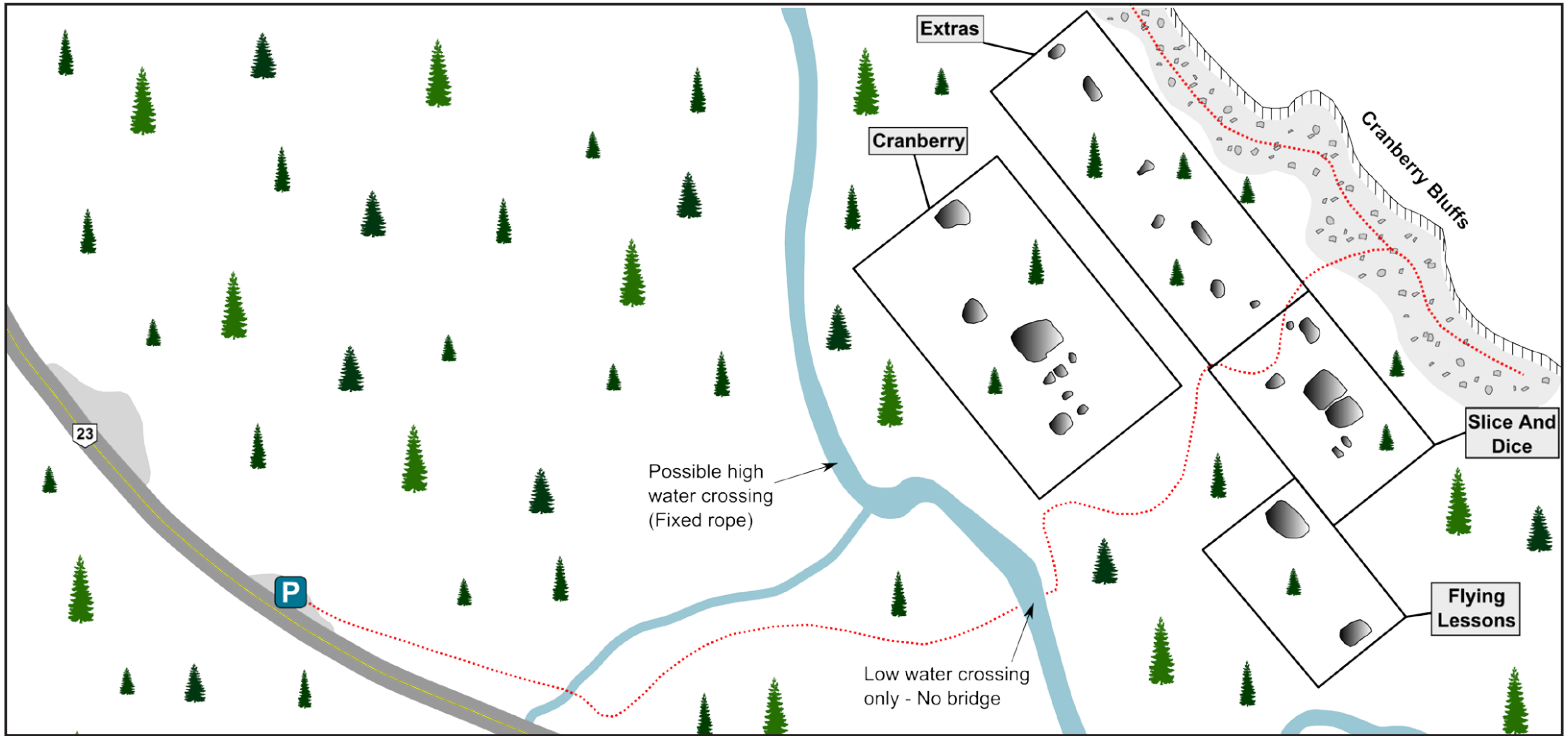 Extras
Cranberry
Cranberry Bluffs
23
Possible high
water crossing
(Fixed rope)
Slice And
Dice
P
Flying
Lessons
Low water crossing
only - No bridge